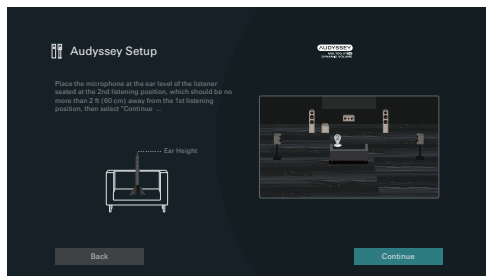 Audyssey Setup
AUDYSSEY
DYNAMIC VOLUME
Place the microphone at the ear level of the listener
seated at the 2nd listening position, which should be no
more than 2 ft (60 cm) away from the 1st listening
position, then select "Continue ...
Ear Height
Back
Continue